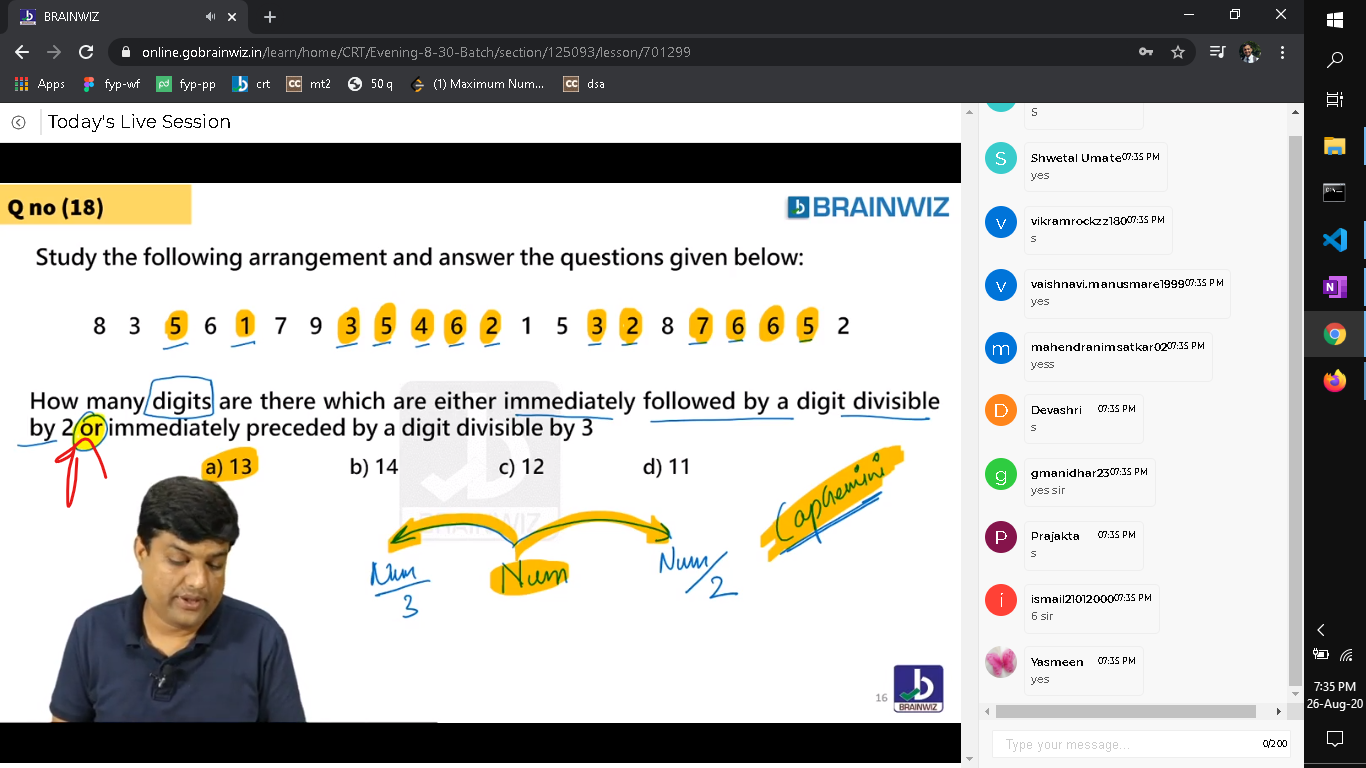 BRAINWIZ
online.gobrainwiz.in/learn/home/CRT/Evening-8-30-Batch/section/125093/lesson/701299
Apps fyp-wf fyp-pp crt CC mt2 50 q (1) Maximum Num... CC dsa
Today's Live Session
Q no (18)
BRAINWIZ
Study the following arrangement and answer the questions given below:
8 3 5 6 1 7 9 3 5 4 6 2 1 5 3 2 8 7 6 6 5 2
How many digits are there which are either immediately followed by a digit divisible
by 2 or immediately preceded by a digit divisible by 3
a) 13 b) 14 c) 12 d) 11
BRAINWIZ
Capgemini
Num/3 Num Num/2
16
BRAINWIZ
s
S
Shwetal Umate 07:35 PM
yes
v
vikramrockzz180 07:35 PM
s
v
vaishnavi.manusmare1999 07:35 PM
yes
m
mahendranimsatkar02 07:35 PM
yess
D
Devashri 07:35 PM
s
g
gmanidhar23 07:35 PM
yes sir
P
Prajakta 07:35 PM
s
i
ismail21012000 07:35 PM
6 sir
Yasmeen 07:35 PM
yes
Type your message... 0/200
7:35 PM
26-Aug-20